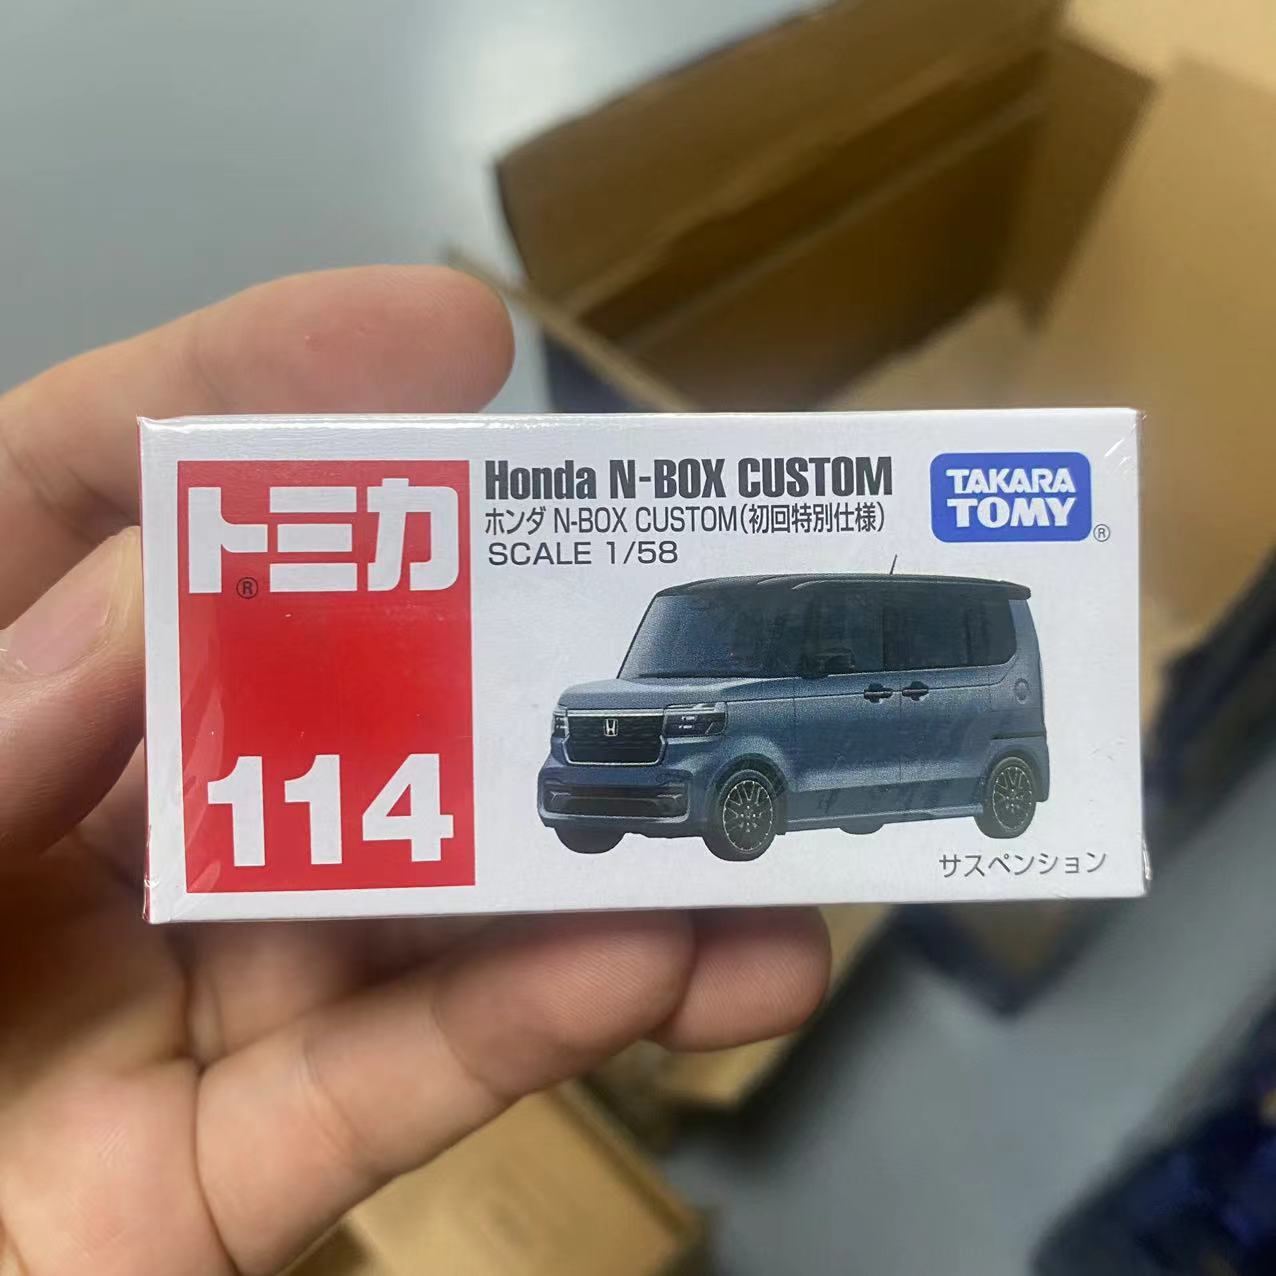 トミカ
®
114
Honda N-BOX CUSTOM
ホンダ N-BOX CUSTOM(初回特別仕様)
SCALE 1/58
TAKARA
TOMY
®
サスペンション